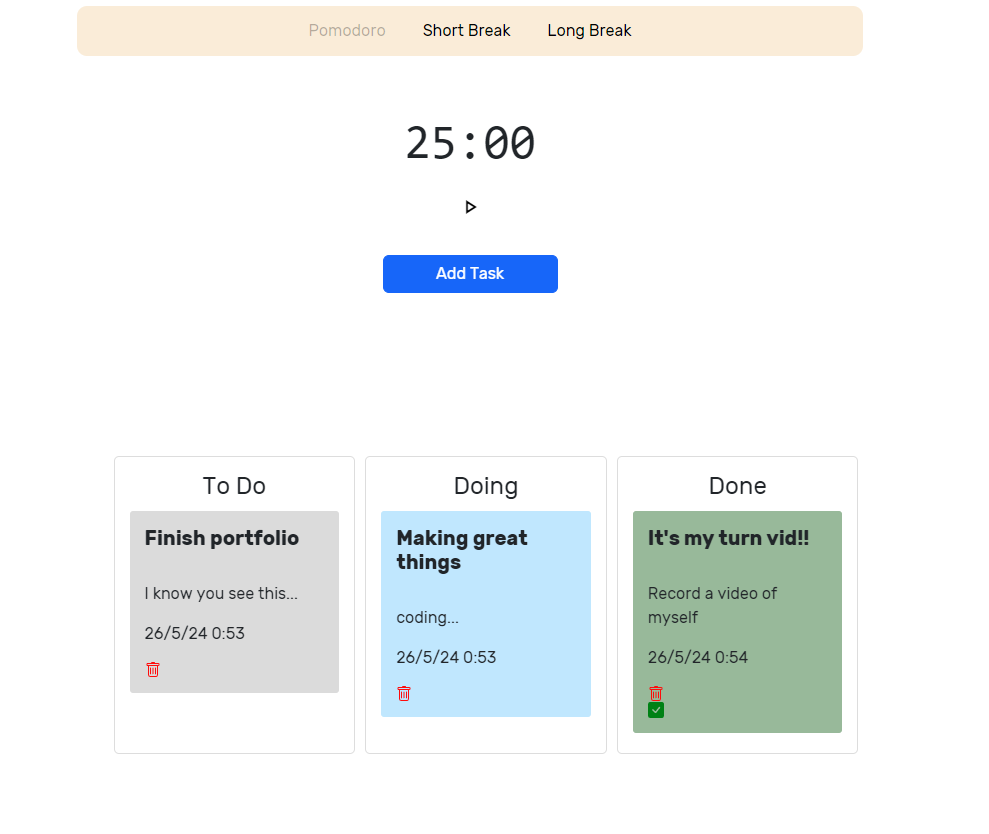 Pomodoro Short Break Long Break
25:00
Add Task
To Do
Finish portfolio
I know you see this...
26/5/24 0:53
Doing
Making great
things
coding...
26/5/24 0:53
Done
It's my turn vid!!
Record a video of
myself
26/5/24 0:54